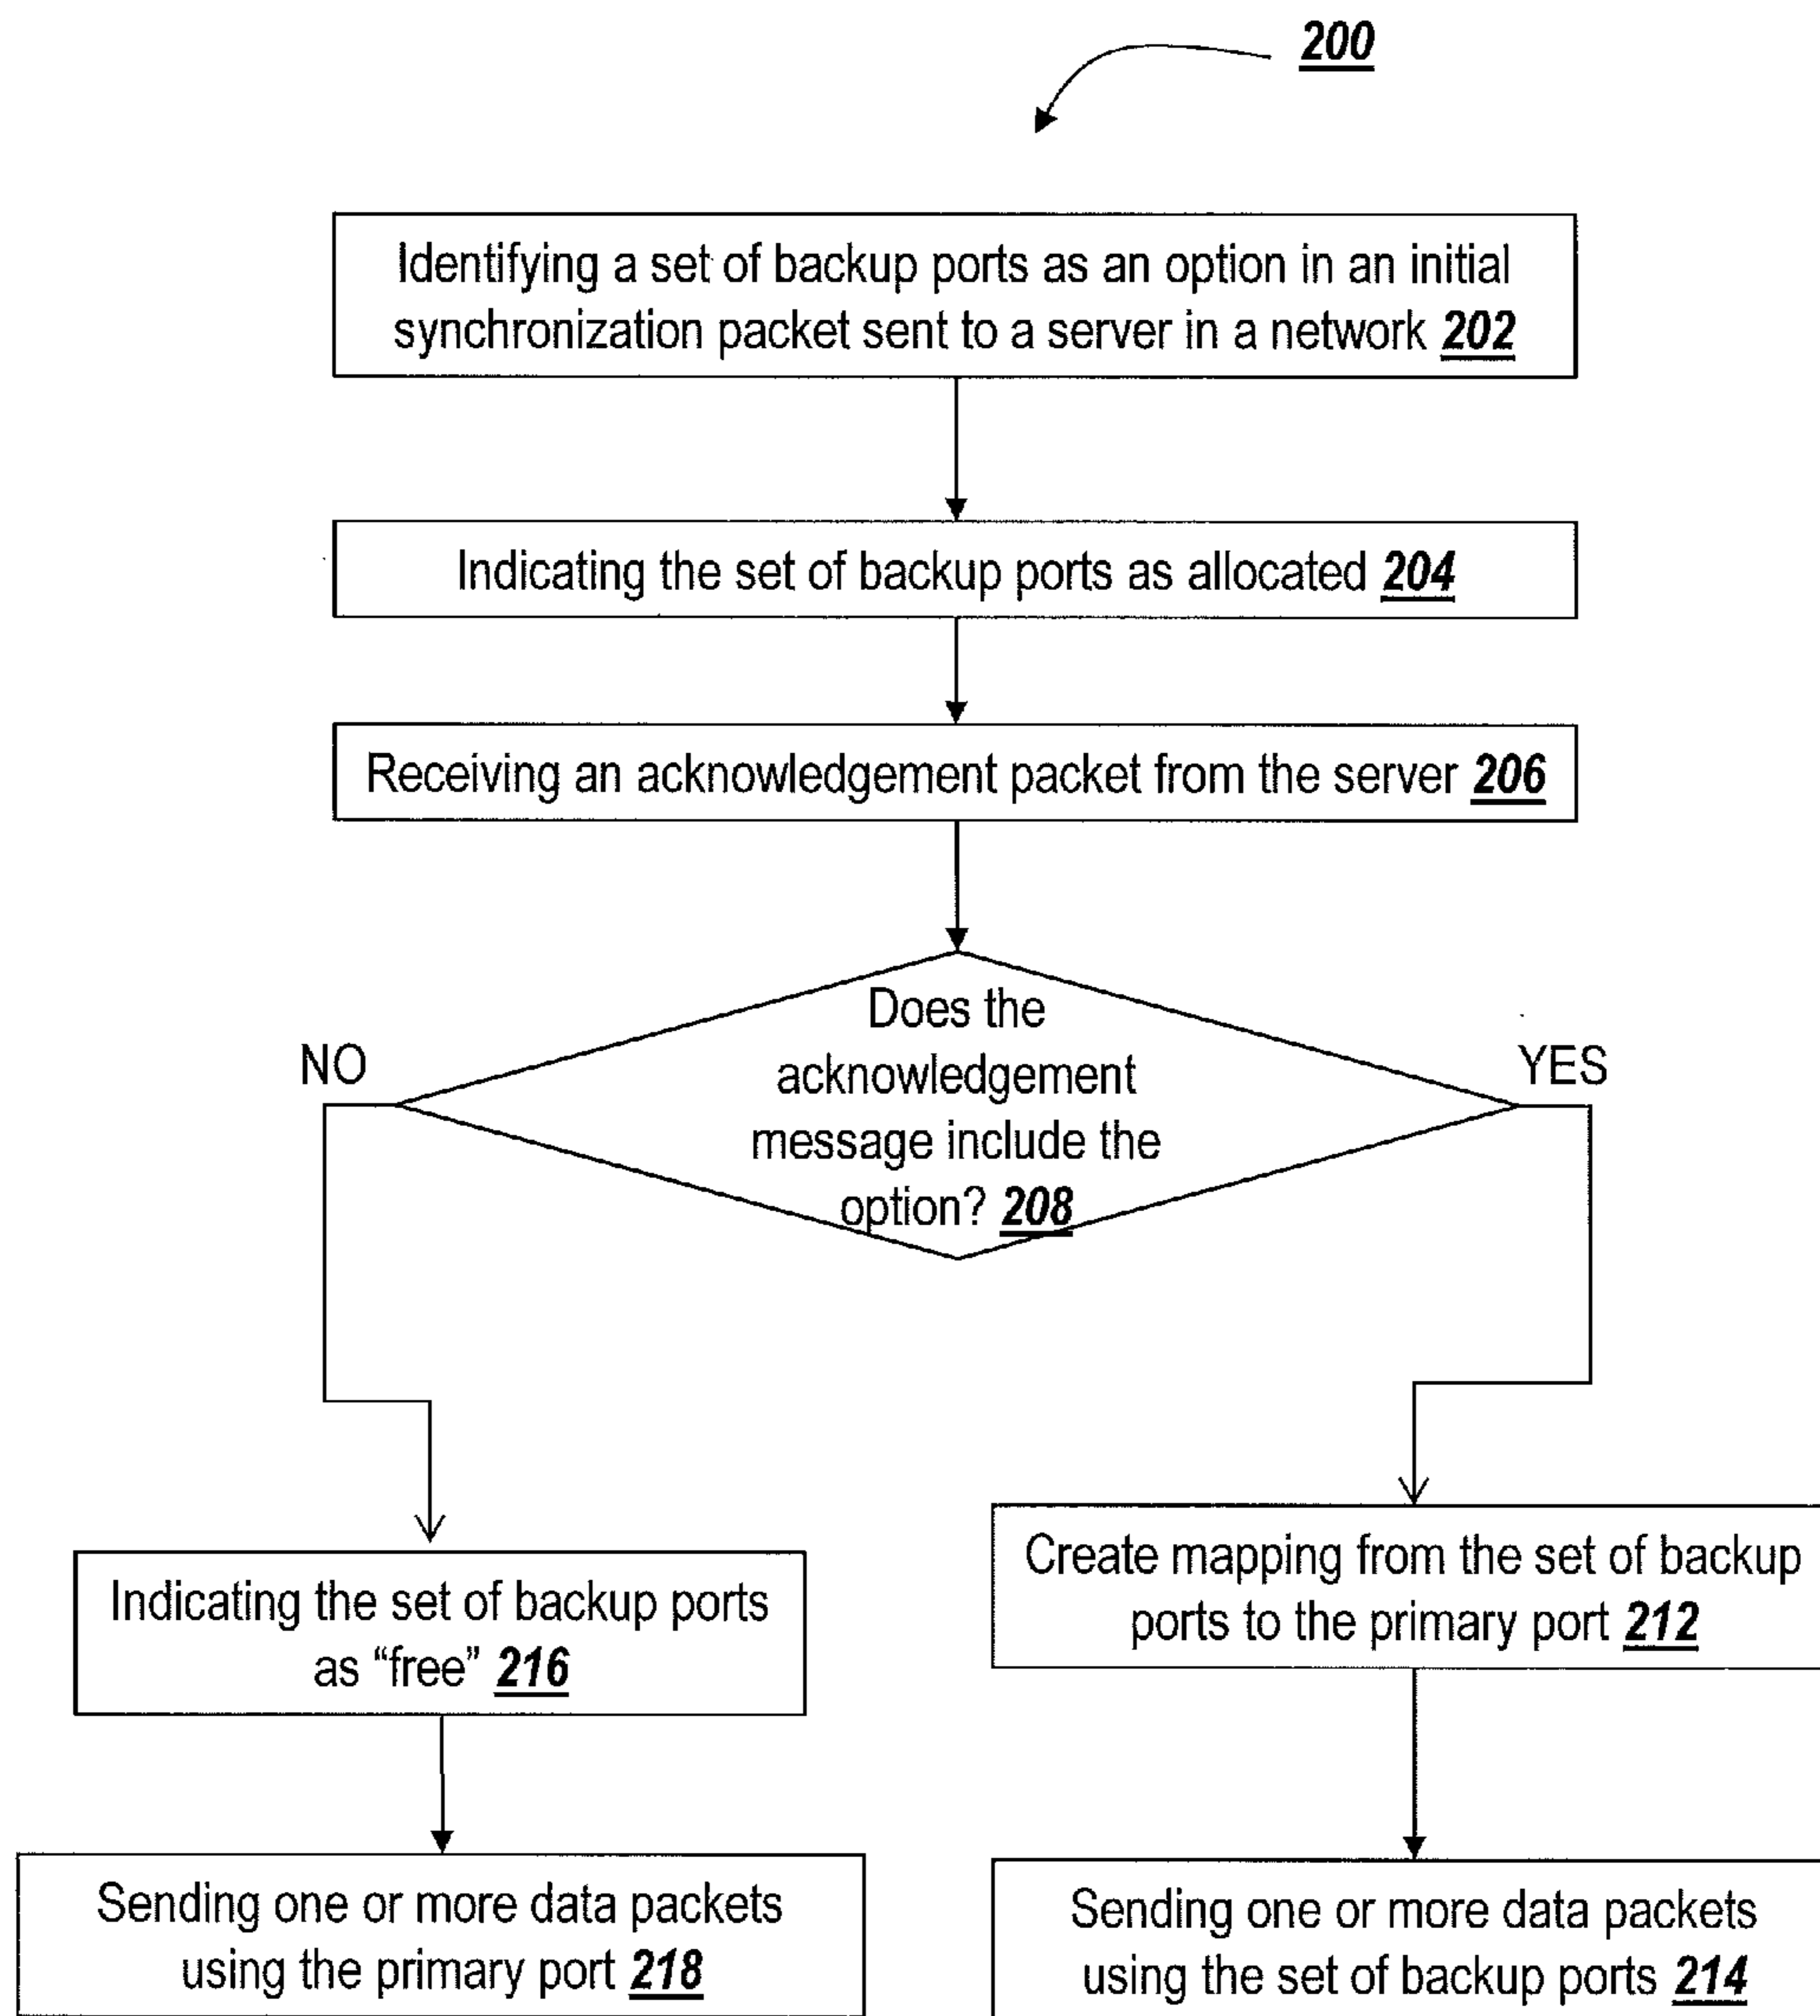 200
Identifying a set of backup ports as an option in an initial
synchronization packet sent to a server in a network 202
Indicating the set of backup ports as allocated 204
Receiving an acknowledgement packet from the server 206
Does the
acknowledgement
message include the
option? 208
NO
YES
Indicating the set of backup ports
as “free” 216
Create mapping from the set of backup
ports to the primary port 212
Sending one or more data packets
using the primary port 218
Sending one or more data packets
using the set of backup ports 214